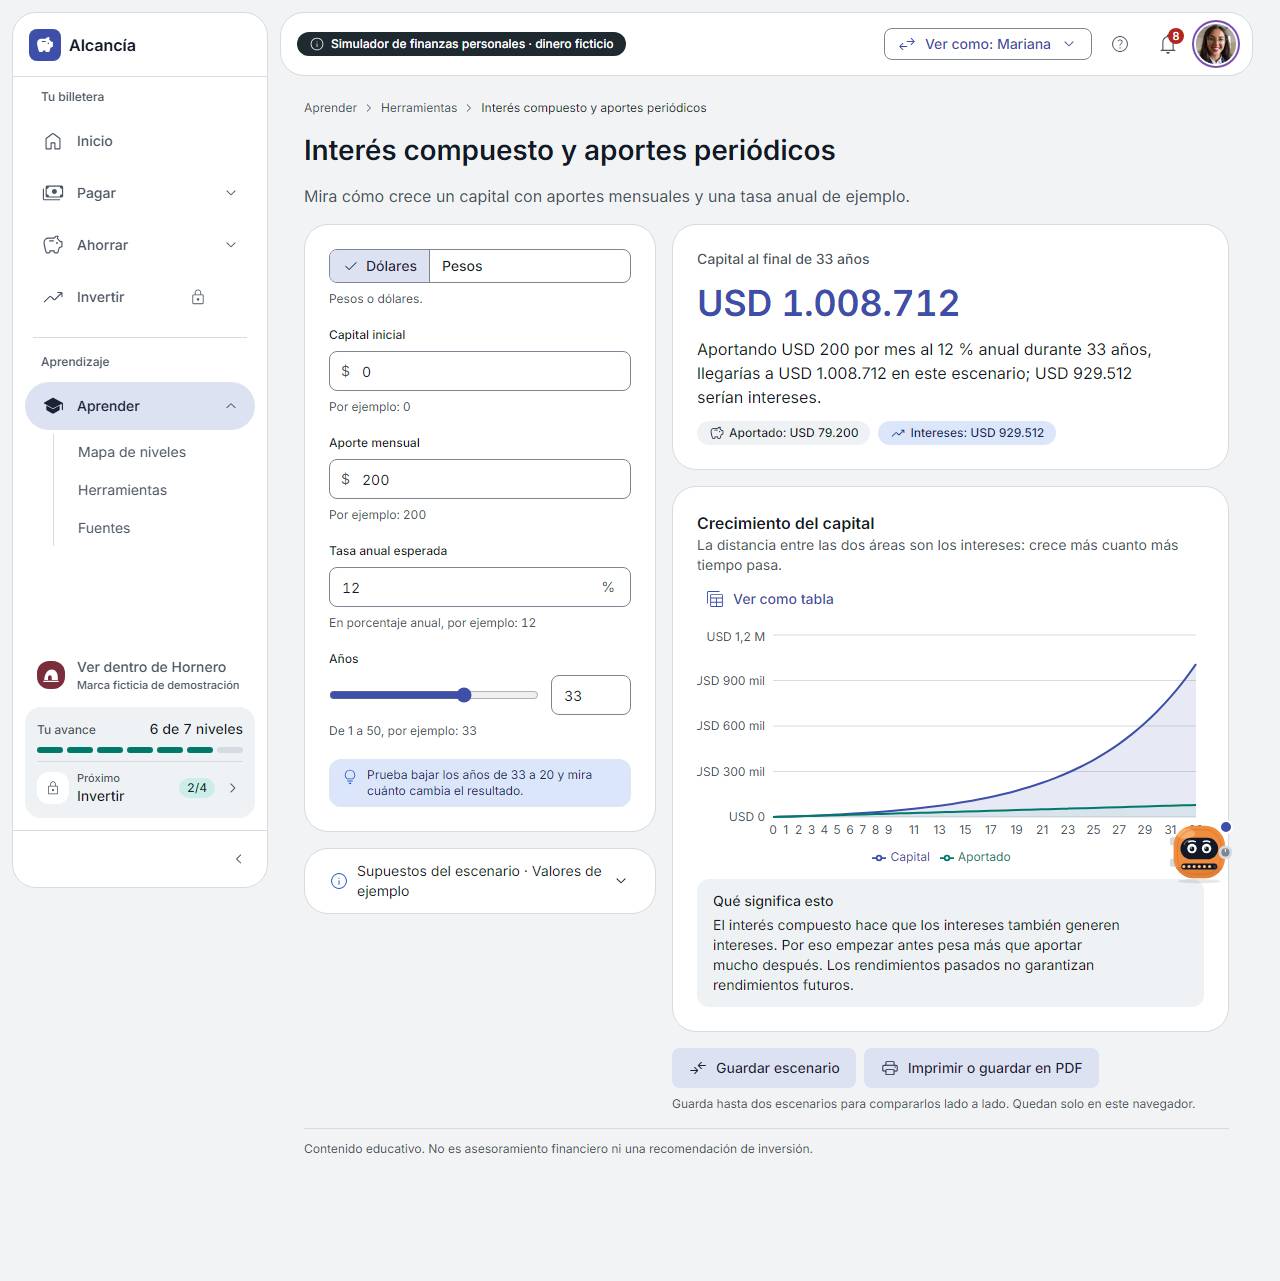 Alcancía
Simulador de finanzas personales · dinero ficticio
Ver como: Mariana
8
Tu billetera
Inicio
Pagar
Ahorrar
Invertir
Aprendizaje
Aprender
Mapa de niveles
Herramientas
Fuentes
Ver dentro de Hornero
Marca ficticia de demostración
Tu avance
6 de 7 niveles
Próximo
Invertir
2/4
Aprender
Herramientas
Interés compuesto y aportes periódicos
Interés compuesto y aportes periódicos
Mira cómo crece un capital con aportes mensuales y una tasa anual de ejemplo.
Dólares
Pesos
Pesos o dólares.
Capital inicial
$ 0
Por ejemplo: 0
Aporte mensual
$ 200
Por ejemplo: 200
Tasa anual esperada
12 %
En porcentaje anual, por ejemplo: 12
Años
33
De 1 a 50, por ejemplo: 33
Prueba bajar los años de 33 a 20 y mira
cuánto cambia el resultado.
Supuestos del escenario · Valores de
ejemplo
Capital al final de 33 años
USD 1.008.712
Aportando USD 200 por mes al 12 % anual durante 33 años,
llegarías a USD 1.008.712 en este escenario; USD 929.512
serían intereses.
Aportado: USD 79.200
Intereses: USD 929.512
Crecimiento del capital
La distancia entre las dos áreas son los intereses: crece más cuanto más
tiempo pasa.
Ver como tabla
USD 1,2 M
USD 900 mil
USD 600 mil
USD 300 mil
USD 0
0 1 2 3 4 5 6 7 8 9 11 13 15 17 19 21 23 25 27 29 31
Capital
Aportado
Qué significa esto
El interés compuesto hace que los intereses también generen
intereses. Por eso empezar antes pesa más que aportar
mucho después. Los rendimientos pasados no garantizan
rendimientos futuros.
Guardar escenario
Imprimir o guardar en PDF
Guarda hasta dos escenarios para compararlos lado a lado. Quedan solo en este navegador.
Contenido educativo. No es asesoramiento financiero ni una recomendación de inversión.